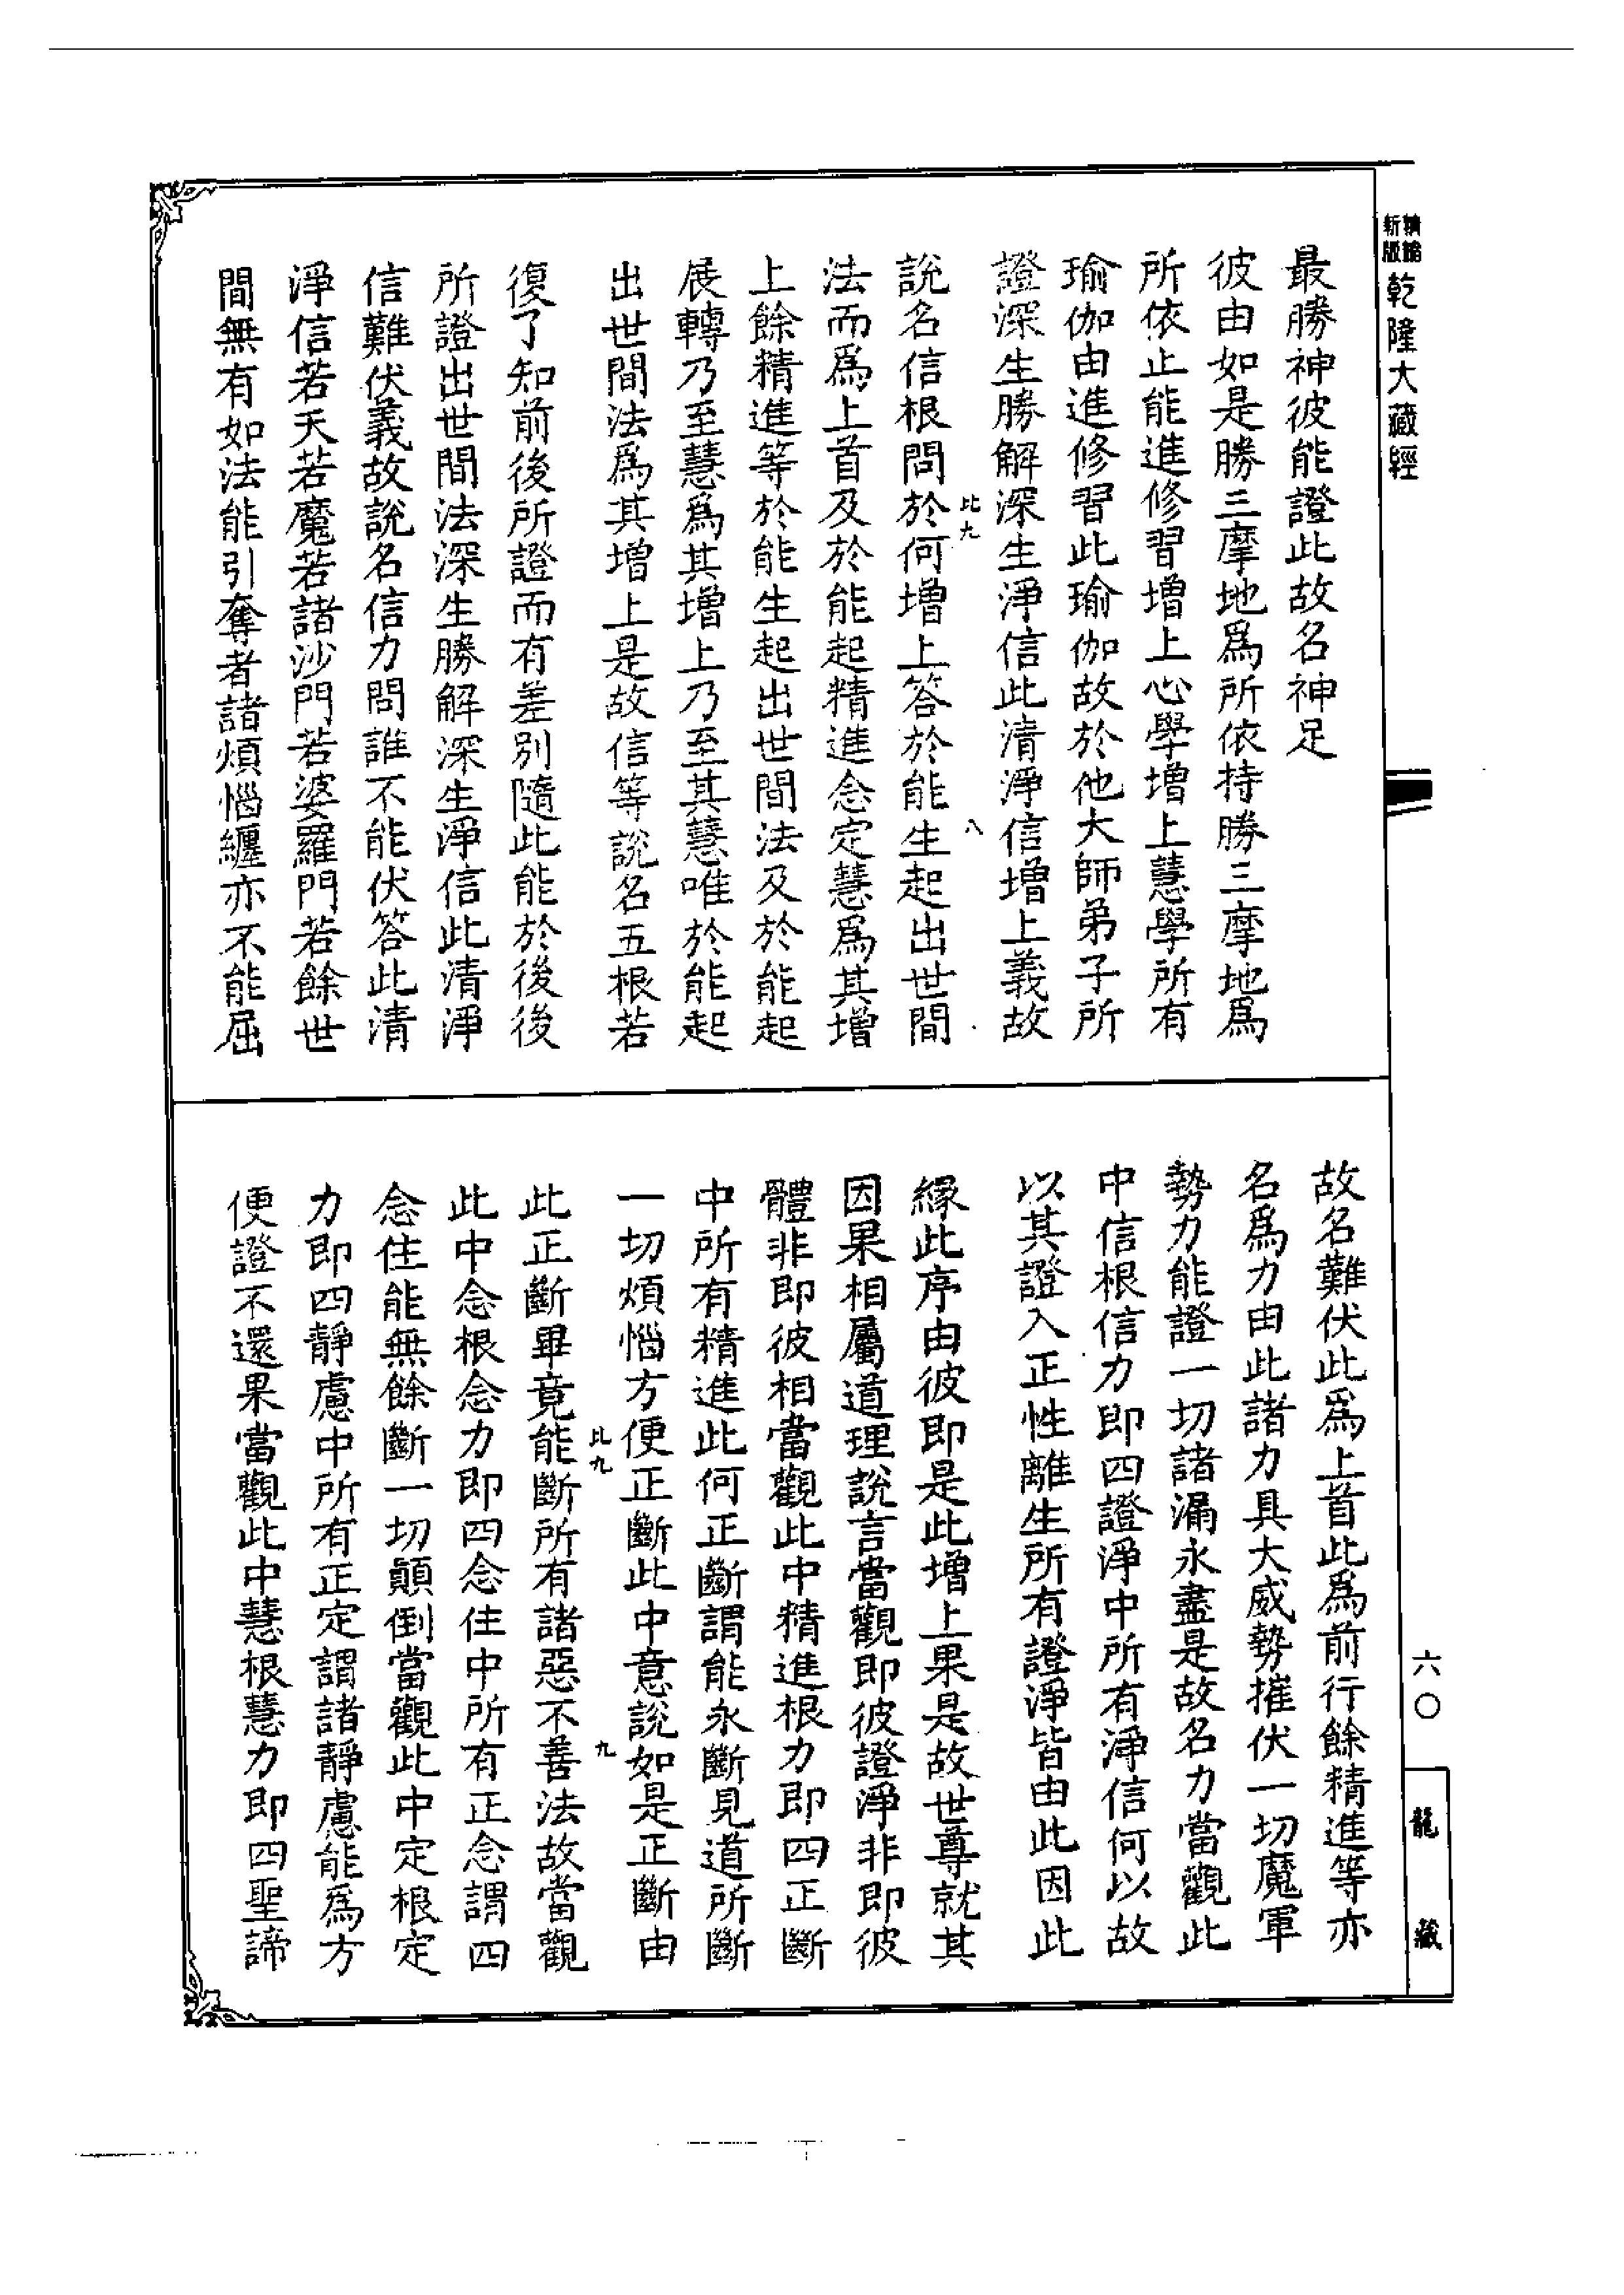 精縮新版乾隆大藏經
最勝神彼能證此故名神足
彼由如是勝三摩地爲所依持勝三摩地爲
所依止能進修習增上心學增上慧學所有
瑜伽由進修習此瑜伽故於他大師弟子所
證深生勝解深生淨信此清淨信增上義故
比九
八
說名信根問於何增上答於能生起出世間
法而爲上首及於能起精進念定慧爲其增
上餘精進等於能生起出世間法及於能起
展轉乃至慧爲其增上乃至其慧唯於能起
出世間法爲其增上是故信等說名五根若
復了知前後所證而有差別隨此能於後後
所證出世間法深生勝解深生淨信此清淨
信難伏義故說名信力問誰不能伏答此清
淨信若天若魔若諸沙門若婆羅門若餘世
間無有如法能引奪者諸煩惱纏亦不能屈
故名難伏此爲上首此爲前行餘精進等亦
名爲力由此諸力具大威勢摧伏一切魔軍
勢力能證一切諸漏永盡是故名力當觀此
中信根信力即四證淨中所有淨信何以故
以其證入正性離生所有證淨皆由此因此
緣此序由彼即是此增上果是故世尊就其
因果相屬道理說言當觀即彼證淨非即彼
體非即彼相當觀此中精進根力即四正斷
中所有精進此何正斷謂能永斷見道所斷
一切煩惱方便正斷此中意說如是正斷由
比九
九
此正斷畢竟能斷所有諸惡不善法故當觀
此中念根念力即四念住中所有正念謂四
念住能無餘斷一切顛倒當觀此中定根定
力即四靜慮中所有正定謂諸靜慮能爲方
便證不還果當觀此中慧根慧力即四聖諦
六〇
龍藏